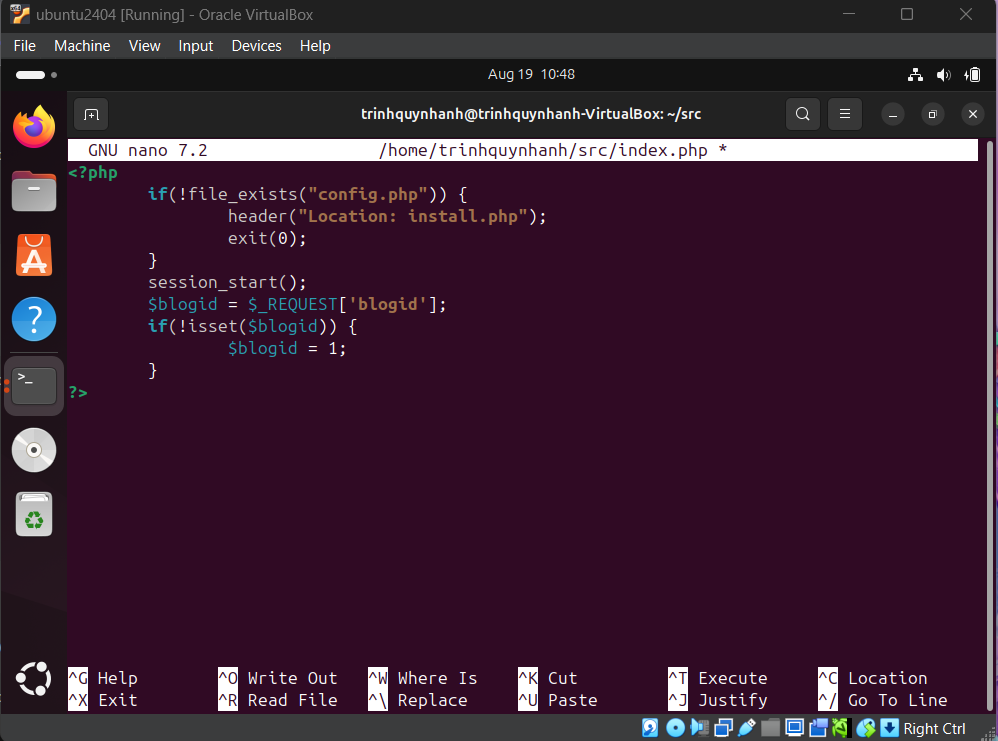 ubuntu2404 [Running] - Oracle VirtualBox
File Machine View Input Devices Help
Aug 19 10:48
trinhquynhanh@trinhquynhanh-VirtualBox: ~/src
GNU nano 7.2 /home/trinhquynhanh/src/index.php *
<?php
if(!file_exists("config.php")) {
header("Location: install.php");
exit(0);
}
session_start();
$blogid = $_REQUEST['blogid'];
if(!isset($blogid)) {
$blogid = 1;
}
?>
^G Help ^O Write Out ^W Where Is ^K Cut ^T Execute ^C Location
^X Exit ^R Read File ^\ Replace ^U Paste ^J Justify ^/ Go To Line
Right Ctrl